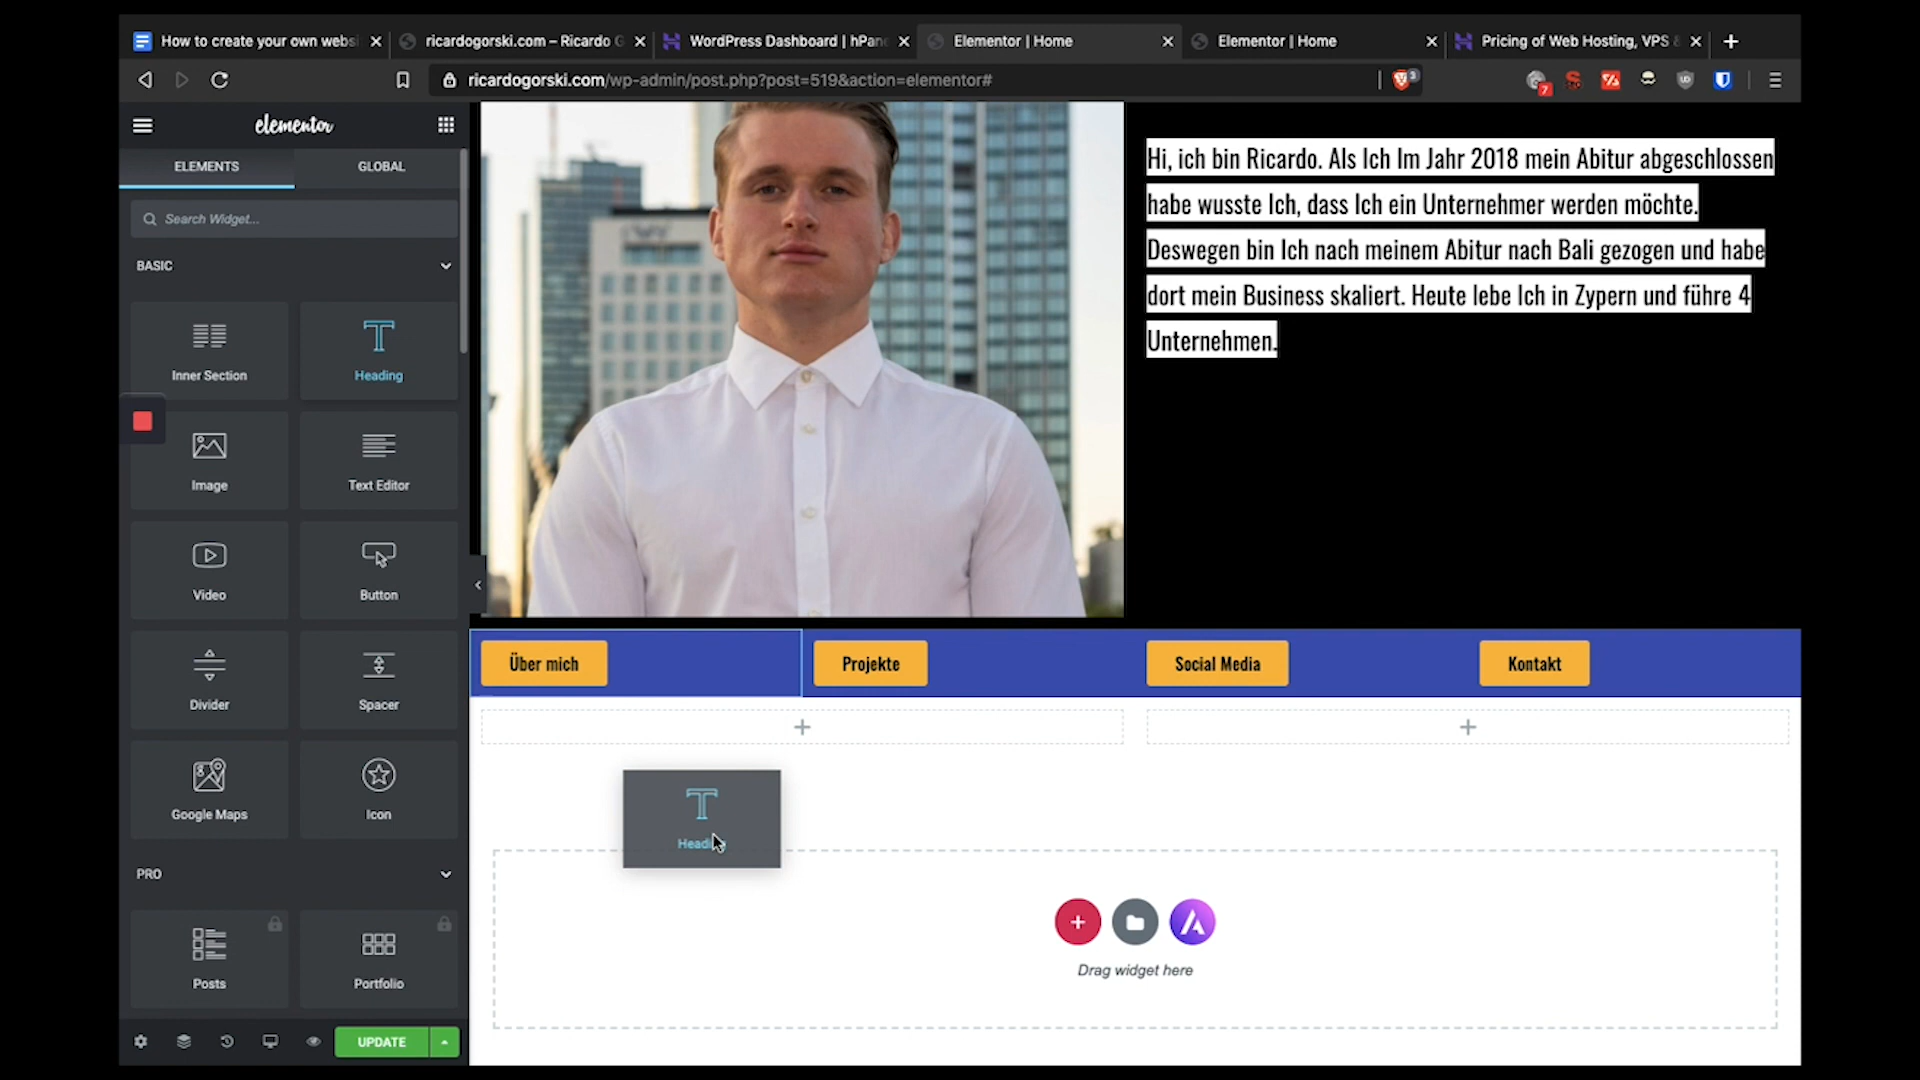 How to create your own webs
ricardogorski.com – Ricardo G
WordPress Dashboard | hPan
Elementor | Home
Elementor | Home
Pricing of Web Hosting, VPS
ricardogorski.com/wp-admin/post.php?post=519&action=elementor#
3
7
elementor
ELEMENTS
GLOBAL
Search Widget...
BASIC
Inner Section
Heading
Image
Text Editor
Video
Button
Divider
Spacer
Google Maps
Icon
PRO
Posts
Portfolio
UPDATE
Hi, ich bin Ricardo. Als Ich Im Jahr 2018 mein Abitur abgeschlossen
habe wusste Ich, dass Ich ein Unternehmer werden möchte.
Deswegen bin Ich nach meinem Abitur nach Bali gezogen und habe
dort mein Business skaliert. Heute lebe Ich in Zypern und führe 4
Unternehmen.
Über mich
Projekte
Social Media
Kontakt
Headi
Drag widget here